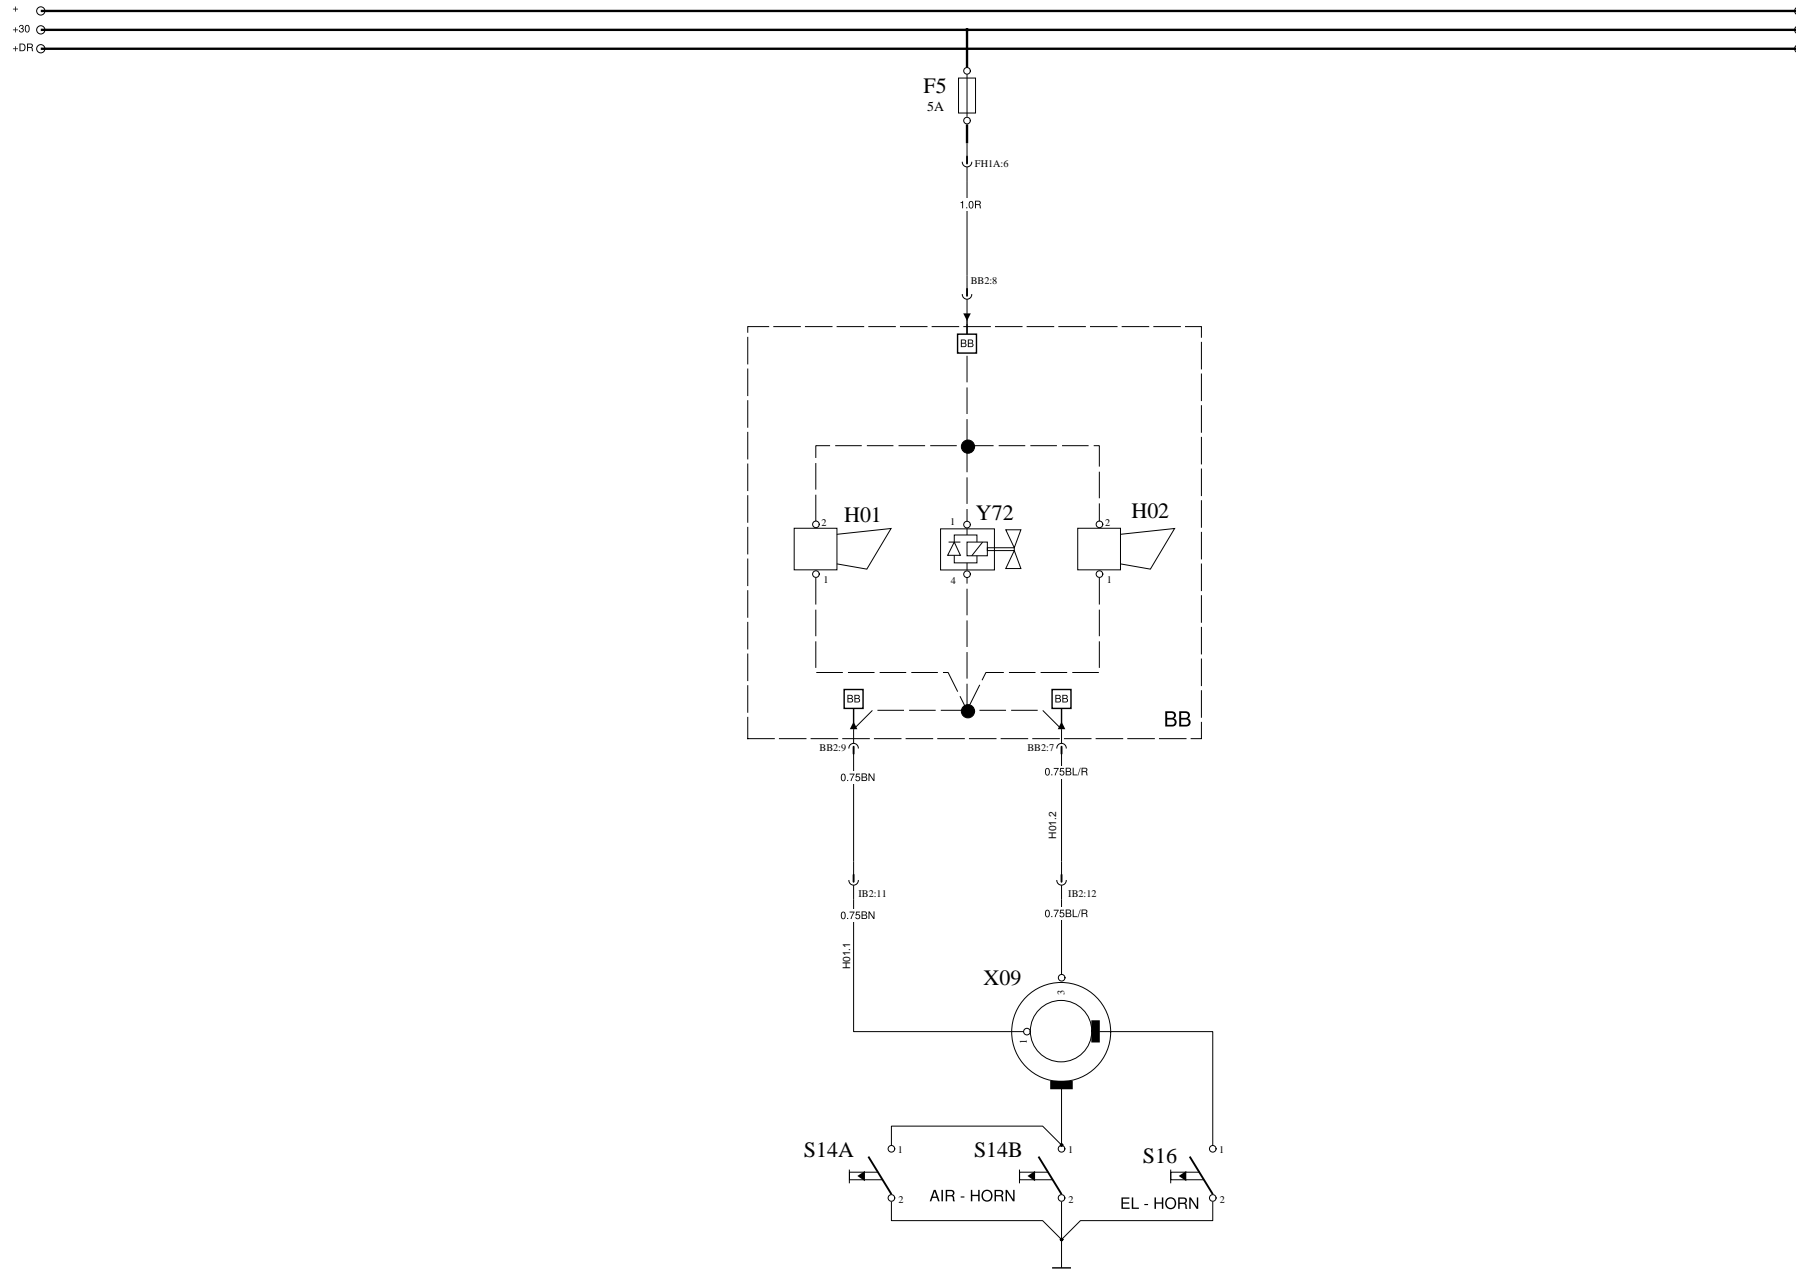 +
+30
+DR
F5
5A
FH1A:6
1.0R
BB2:8
BB
H01
Y72
H02
2
1
2
1
4
1
BB
BB
BB
BB2:9
BB2:7
0.75BN
0.75BL/R
H01.2
IB2:11
IB2:12
0.75BN
0.75BL/R
H01.1
X09
3
1
S14A
1
S14B
1
S16
1
AIR - HORN
EL - HORN
2
2
2